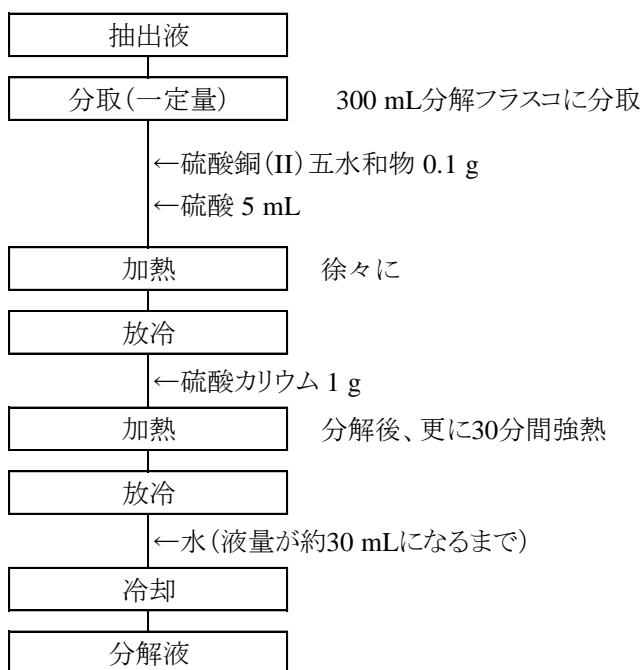 抽出液
分取(一定量) 300 mL分解フラスコに分取
←硫酸銅(II)五水和物 0.1 g
←硫酸 5 mL
加熱 徐々に
放冷
←硫酸カリウム 1 g
加熱 分解後、更に30分間強熱
放冷
←水(液量が約30 mLになるまで)
冷却
分解液